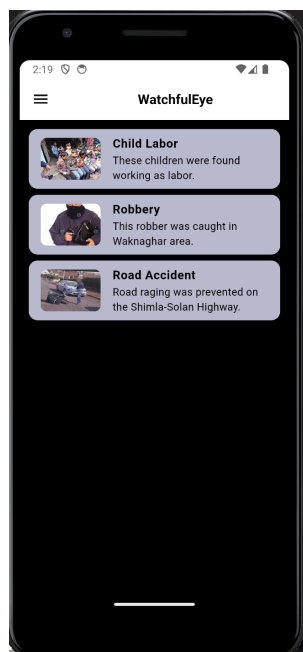 2:19
WatchfulEye
Child Labor
These children were found
working as labor.
Robbery
This robber was caught in
Waknaghar area.
Road Accident
Road raging was prevented on
the Shimla-Solan Highway.